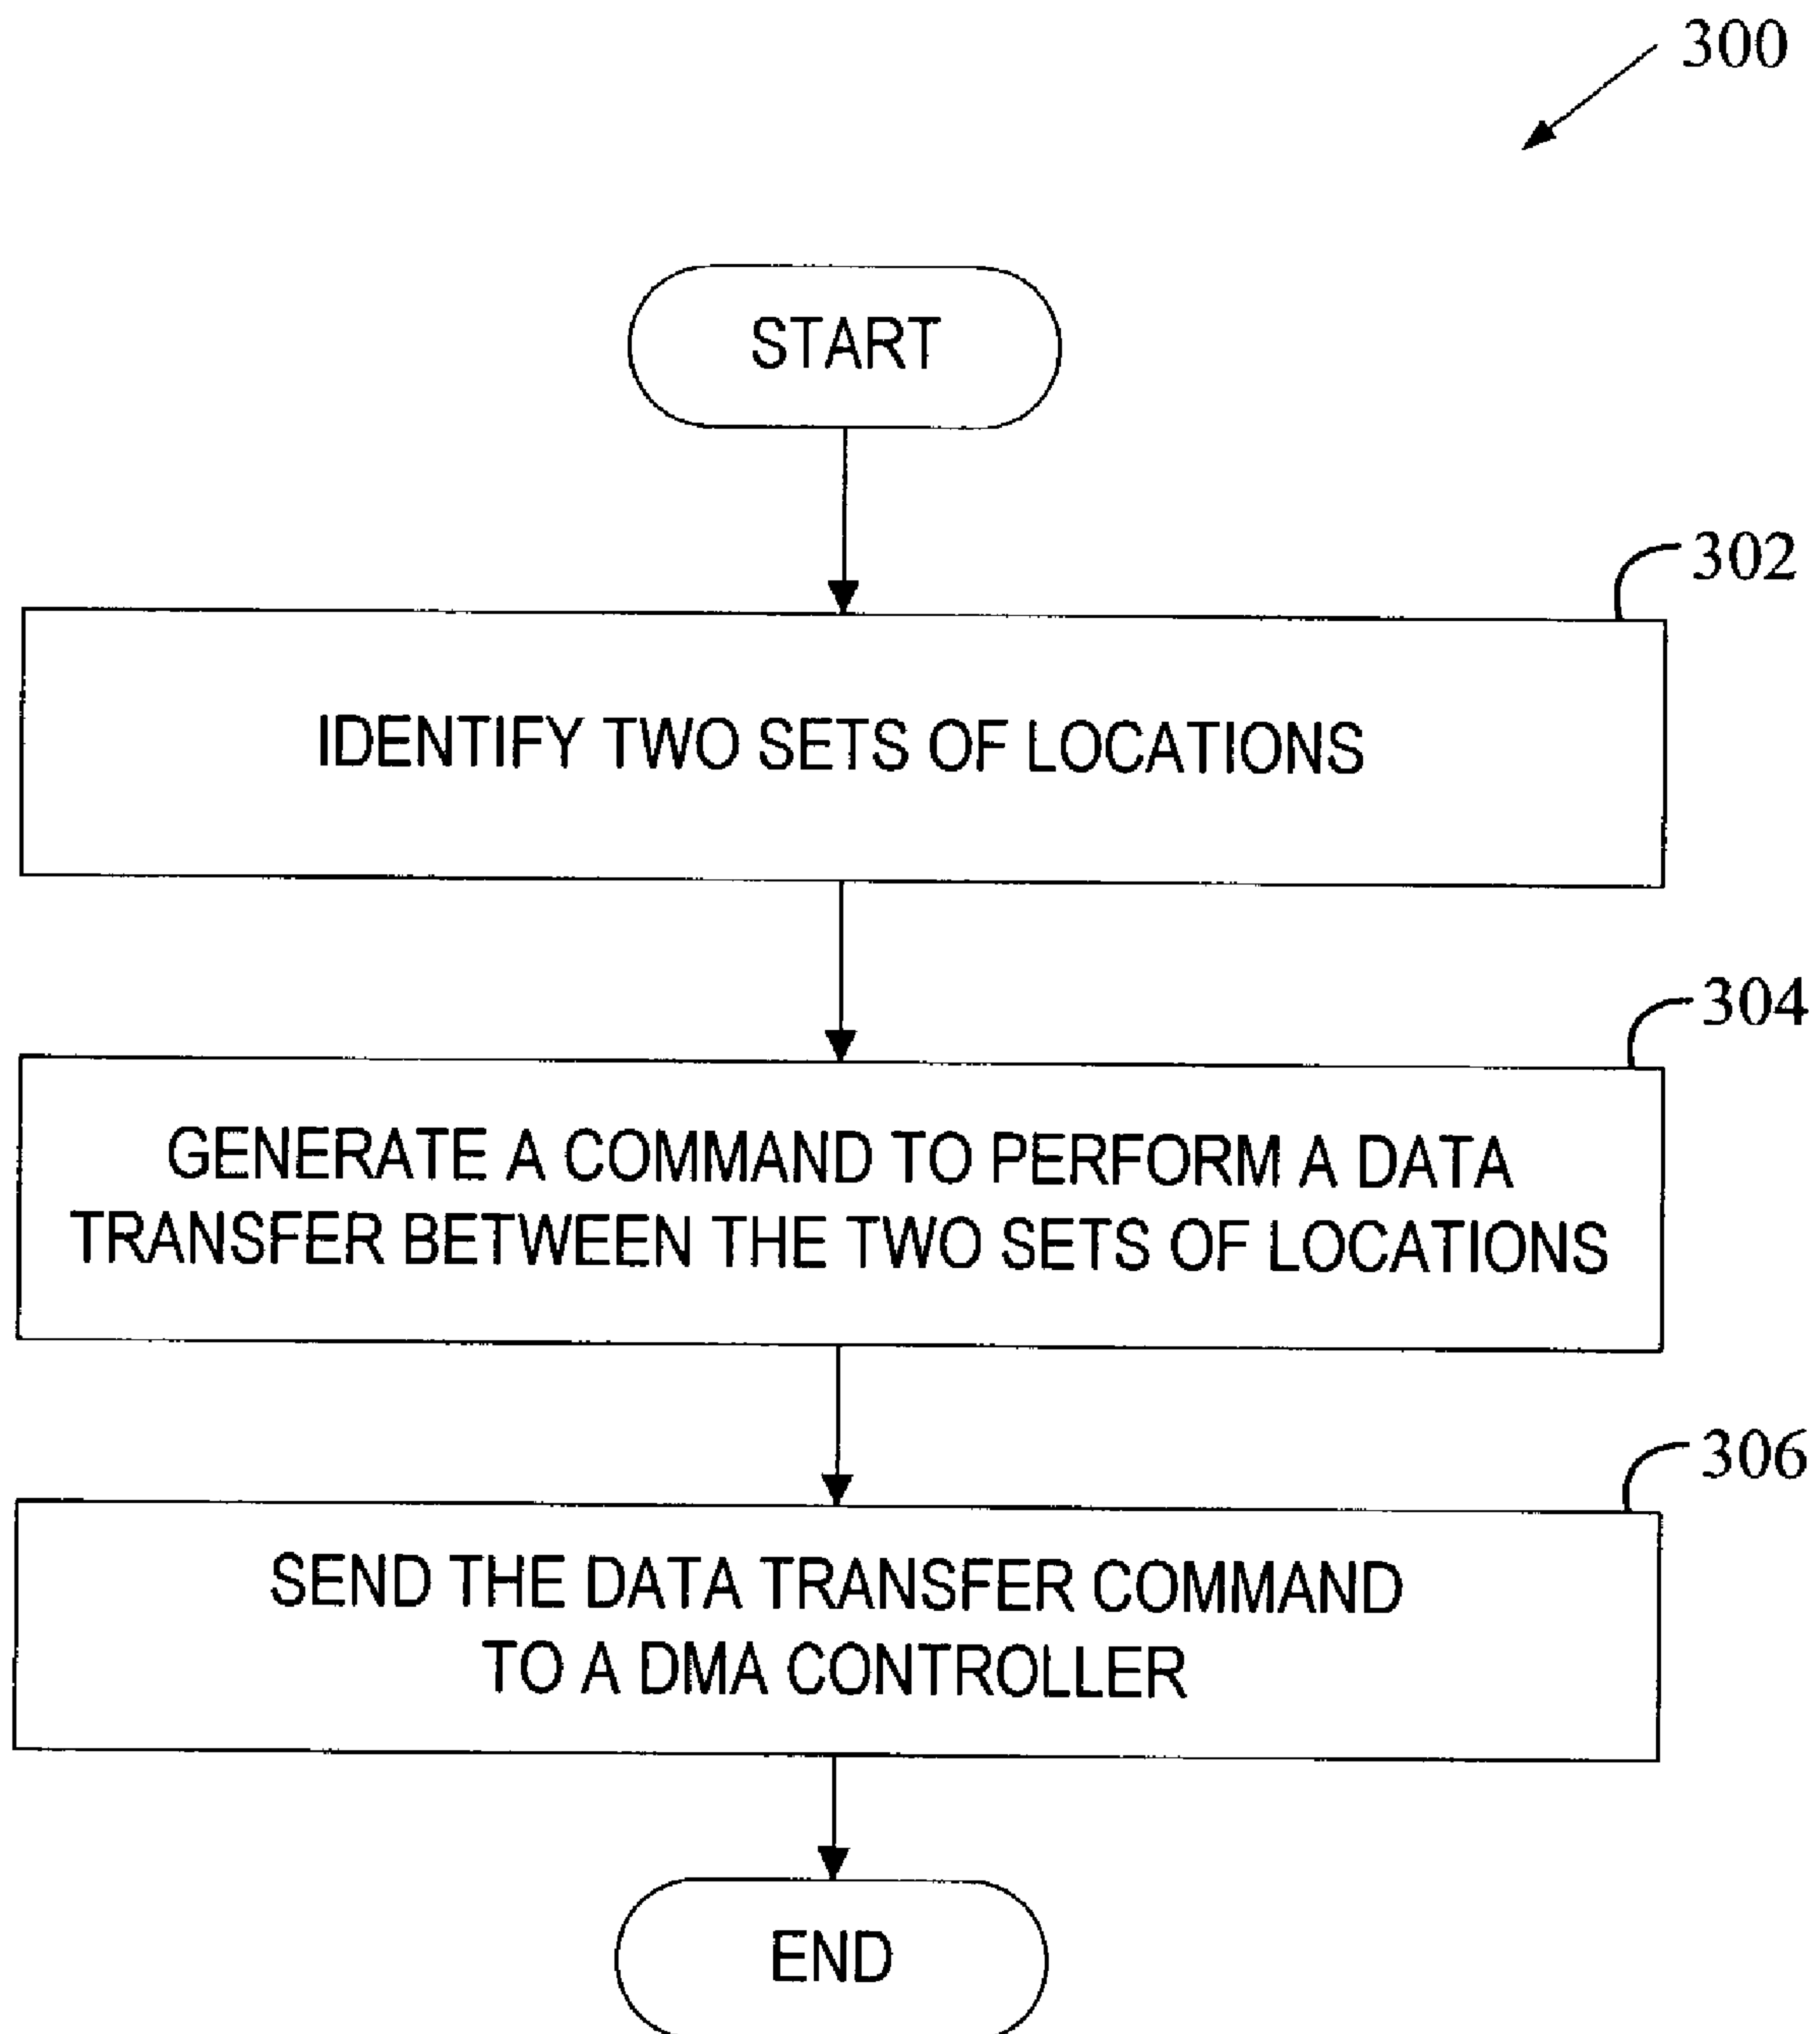 300
START
302
IDENTIFY TWO SETS OF LOCATIONS
304
GENERATE A COMMAND TO PERFORM A DATA
TRANSFER BETWEEN THE TWO SETS OF LOCATIONS
306
SEND THE DATA TRANSFER COMMAND
TO A DMA CONTROLLER
END